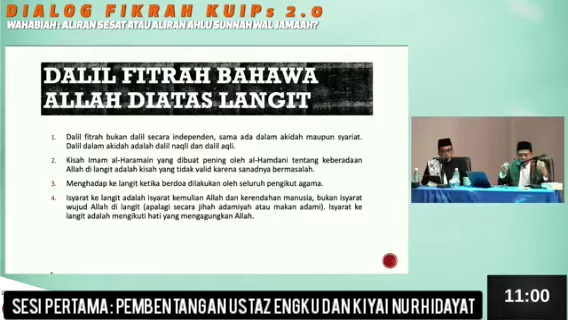 DIALOG FIKRAH KUIPs 2.0
WAHABIAH : ALIRAN SESAT ATAU ALIRAN AHLU SUNNAH WAL JAMAAH?
DALIL FITRAH BAHAWA
ALLAH DIATAS LANGIT
1. Dalil fitrah bukan dalil secara independen, sama ada dalam akidah maupun syariat.
Dalil dalam akidah adalah dalil naqli dan dalil aqli.
2. Kisah Imam al-Haramain yang dibuat pening oleh al-Hamdani tentang keberadaan
Allah di langit adalah kisah yang tidak valid karena sanadnya bermasalah.
3. Menghadap ke langit ketika berdoa dilakukan oleh seluruh pengikut agama.
4. Isyarat ke langit adalah isyarat kemulian Allah dan kerendahan manusia, bukan isyarat
wujud Allah di langit (apalagi secara jihah adamiyah atau makan adami). Isyarat ke
langit adalah mengikuti hati yang mengagungkan Allah.
SESI PERTAMA : PEMBENTANGAN USTAZ ENGKU DAN KIYAI NUR HIDAYAT
11:00